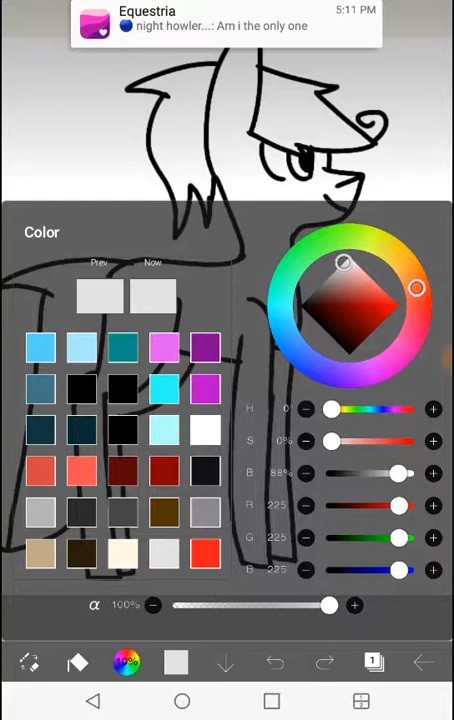 Equestria
5:11 PM
night howler...: Am i the only one
Color
Prev
Now
H 0
S 0%
B 88%
R 225
G 225
B 225
α 100%
10%
1